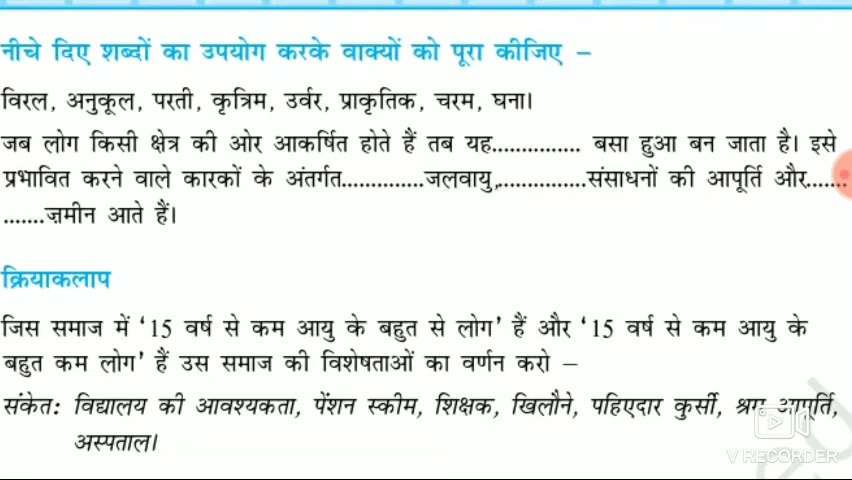 नीचे दिए शब्दों का उपयोग करके वाक्यों को पूरा कीजिए –
विरल, अनुकूल, परती, कृत्रिम, उर्वर, प्राकृतिक, चरम, घना।
जब लोग किसी क्षेत्र की ओर आकर्षित होते हैं तब यह............... बसा हुआ बन जाता है। इसे
प्रभावित करने वाले कारकों के अंतर्गत..............जलवायु,...............संसाधनों की आपूर्ति और.......
.......ज़मीन आते हैं।
क्रियाकलाप
जिस समाज में ‘15 वर्ष से कम आयु के बहुत से लोग’ हैं और ‘15 वर्ष से कम आयु के
बहुत कम लोग’ हैं उस समाज की विशेषताओं का वर्णन करो –
संकेत: विद्यालय की आवश्यकता, पेंशन स्कीम, शिक्षक, खिलौने, पहिएदार कुर्सी, श्रम आपूर्ति,
अस्पताल।
V RECORDER